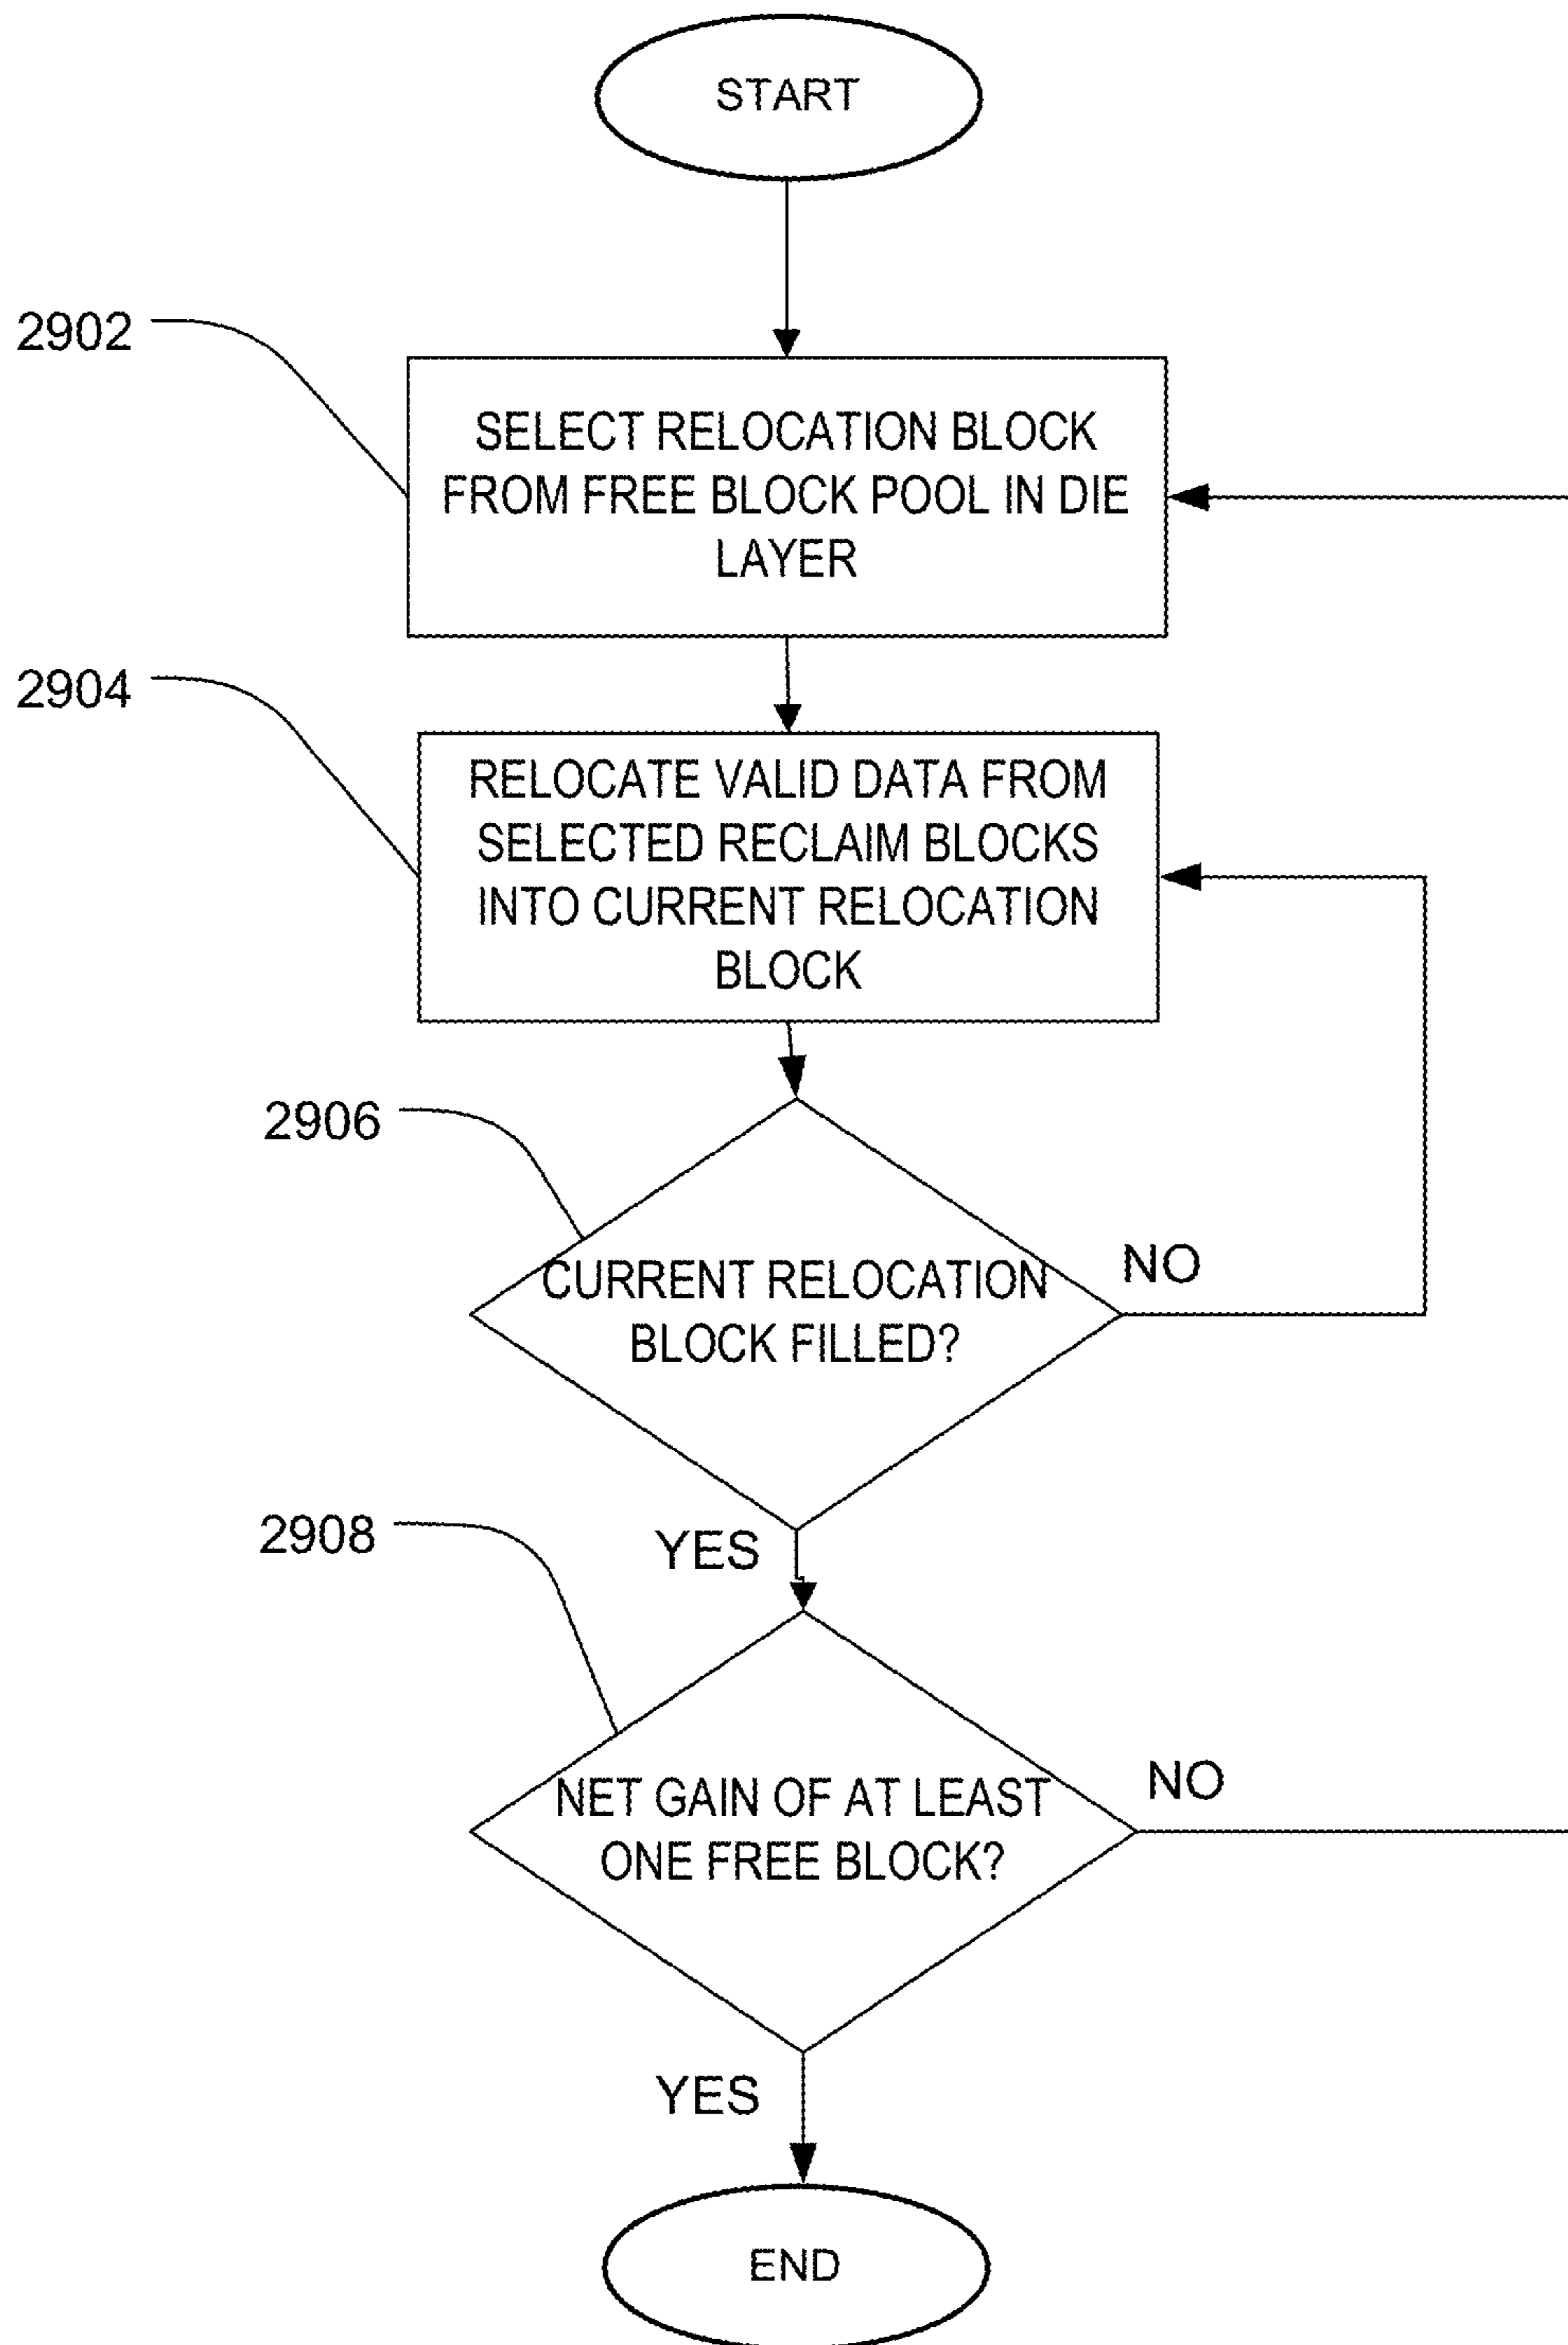 START
2902
SELECT RELOCATION BLOCK
FROM FREE BLOCK POOL IN DIE
LAYER
2904
RELOCATE VALID DATA FROM
SELECTED RECLAIM BLOCKS
INTO CURRENT RELOCATION
BLOCK
2906
CURRENT RELOCATION
BLOCK FILLED?
NO
YES
2908
NET GAIN OF AT LEAST
ONE FREE BLOCK?
NO
YES
END